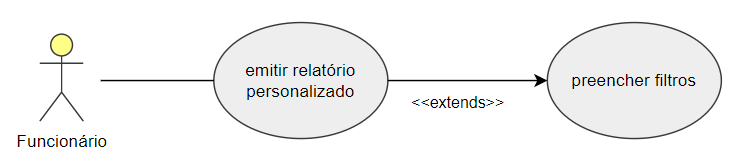 emitir relatório
personalizado
preencher filtros
<<extends>>
Funcionário